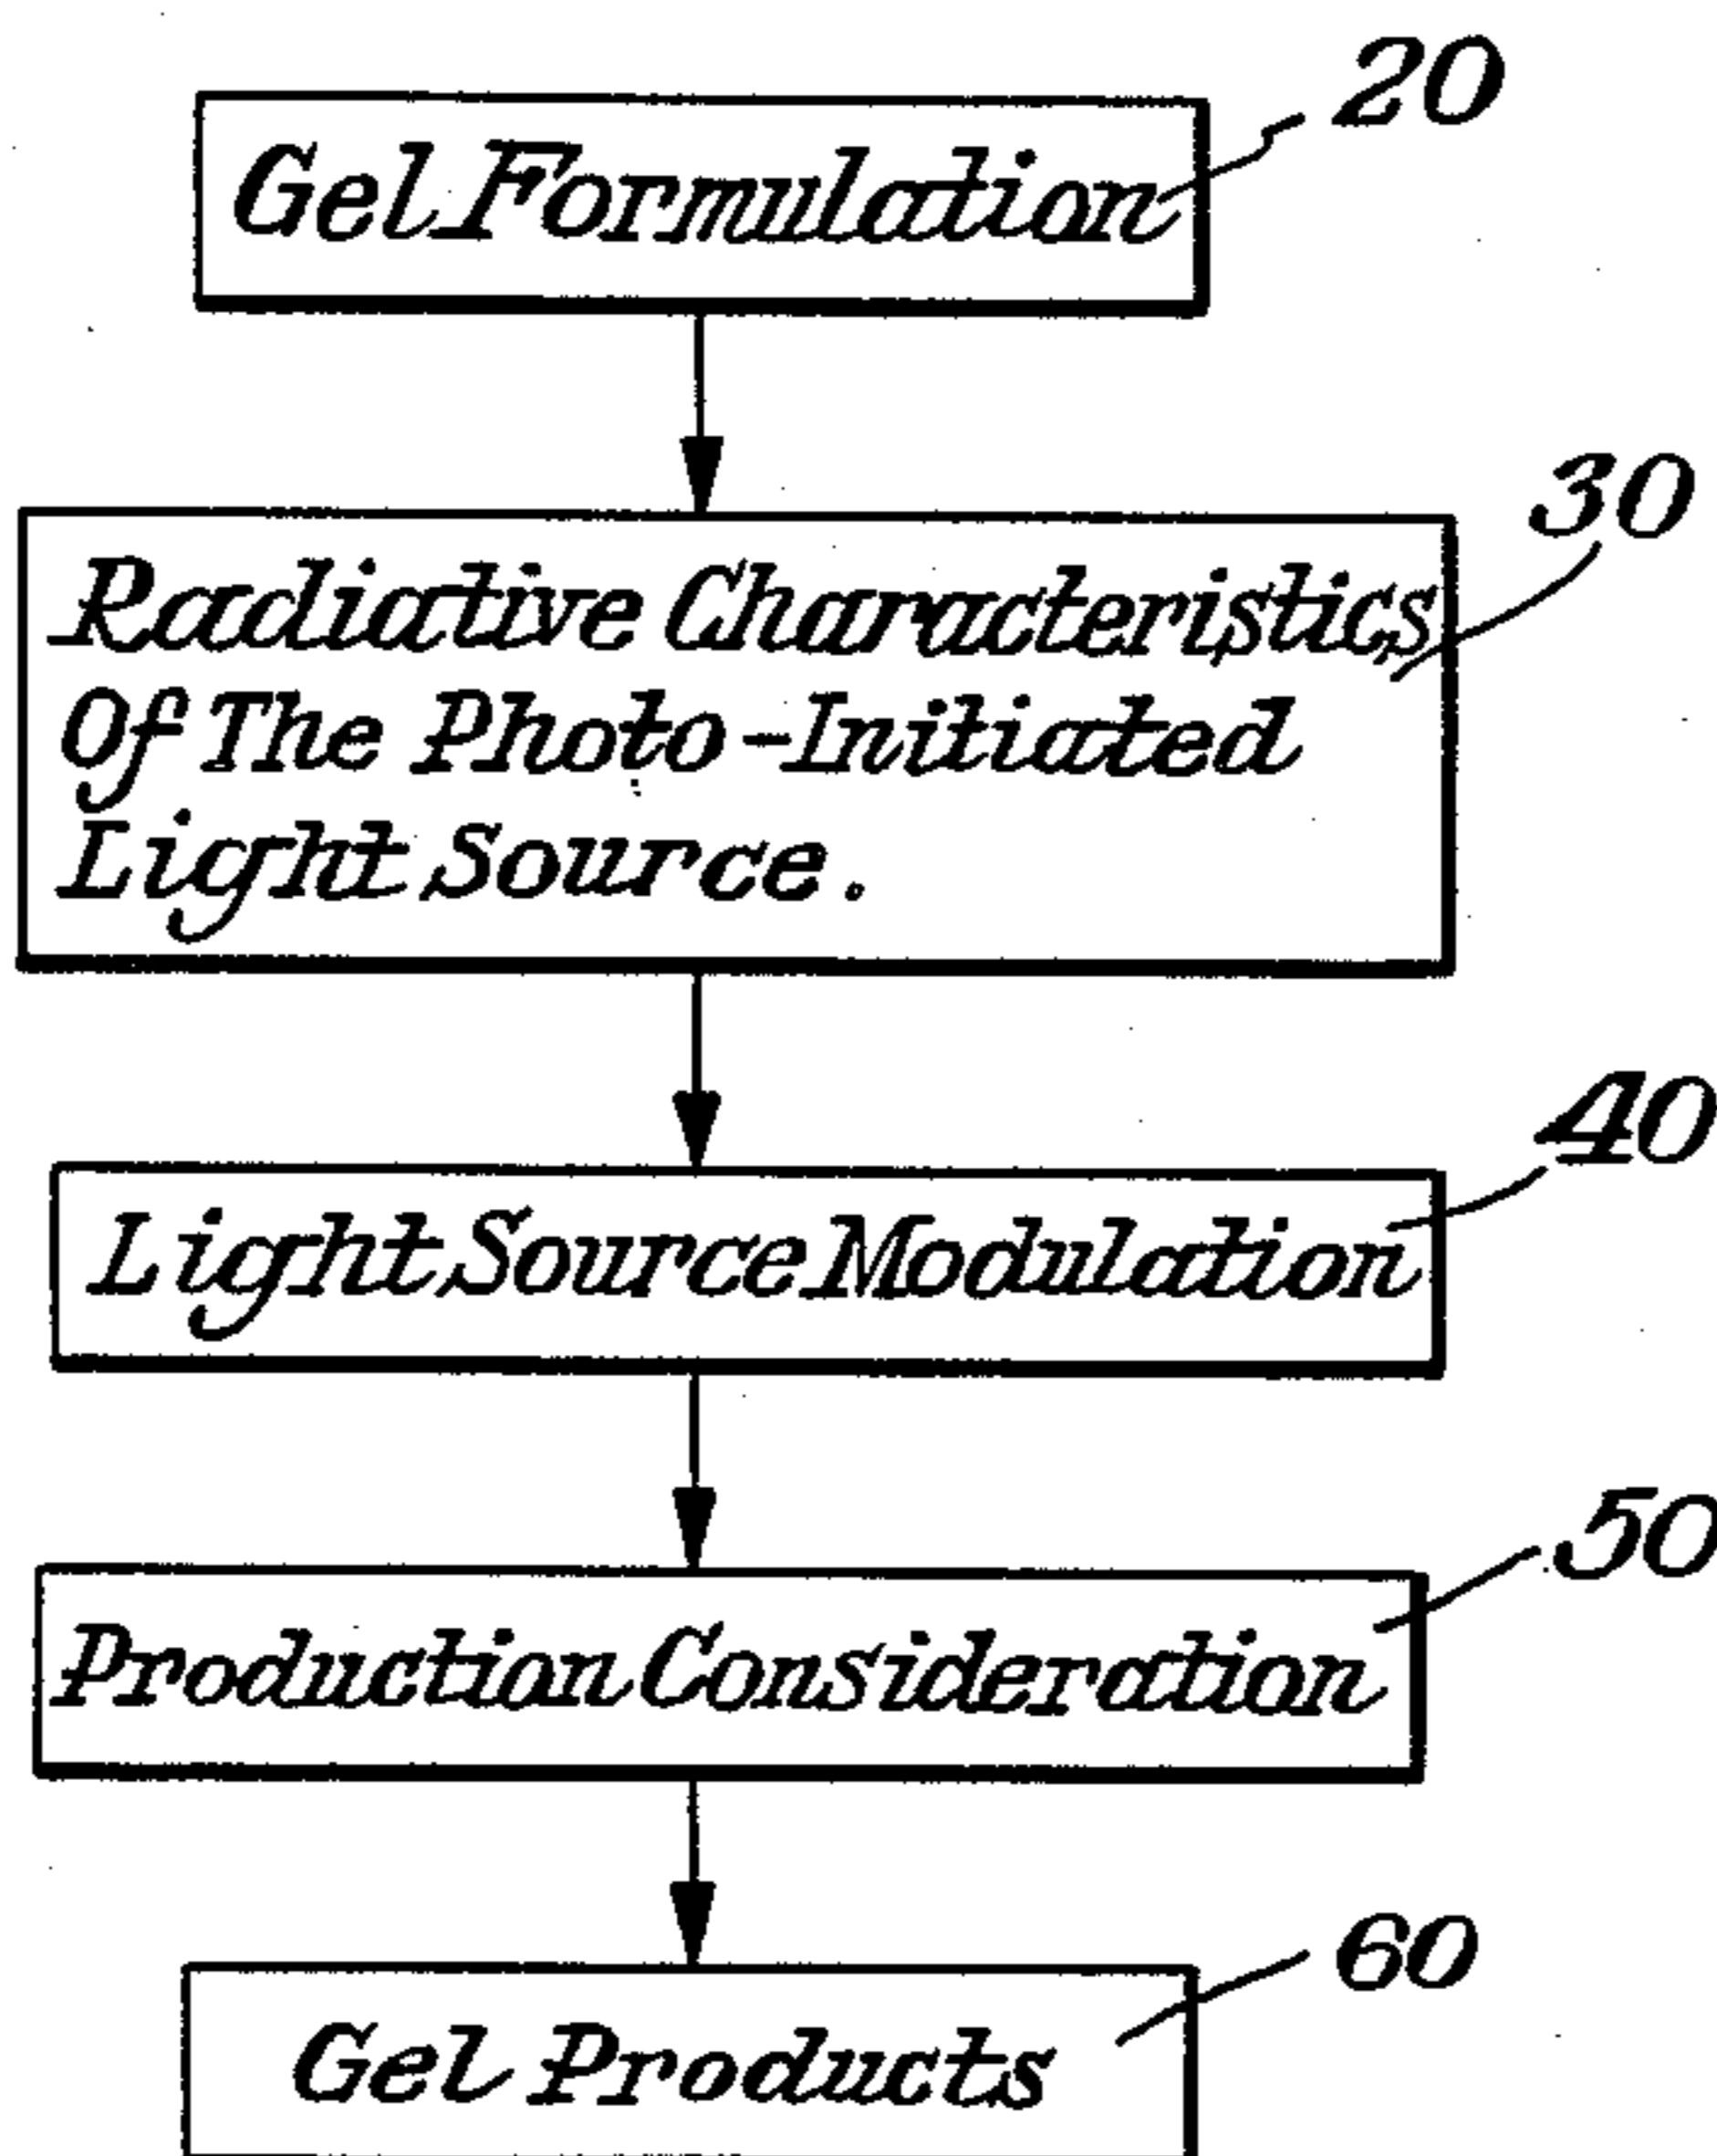 20
Gel Formulation
30
Radiative Characteristics
Of The Photo-Initiated
Light Source.
40
Light Source Modulation
50
Production Consideration
60
Gel Products